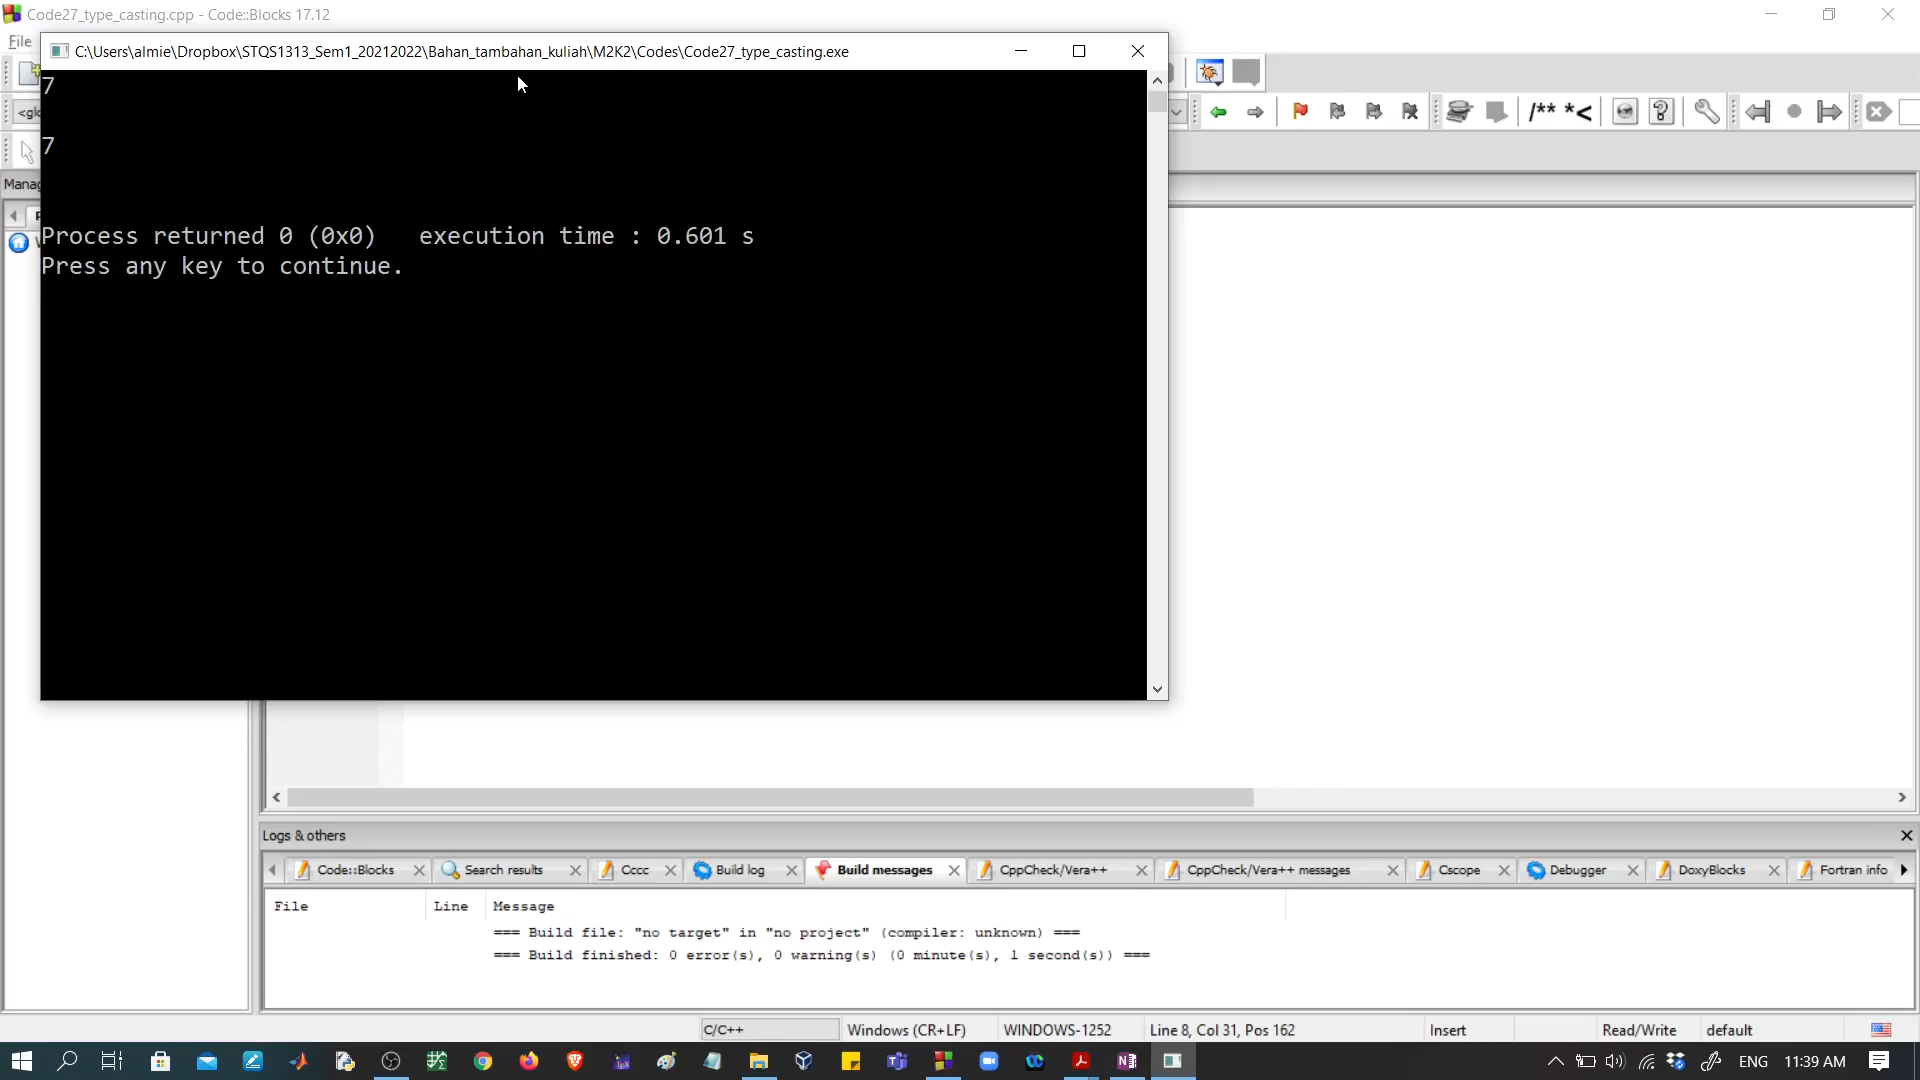 Code27_type_casting.cpp - Code::Blocks 17.12
File
C:\Users\almie\Dropbox\STQS1313_Sem1_20212022\Bahan_tambahan_kuliah\M2K2\Codes\Code27_type_casting.exe
7
/** *<
<glo
7
Manag
P
Process returned 0 (0x0)   execution time : 0.601 s
Press any key to continue.
Logs & others
Code::Blocks Search results Cccc Build log Build messages CppCheck/Vera++ CppCheck/Vera++ messages Cscope Debugger DoxyBlocks Fortran info
File Line Message
=== Build file: "no target" in "no project" (compiler: unknown) ===
=== Build finished: 0 error(s), 0 warning(s) (0 minute(s), 1 second(s)) ===
C/C++ Windows (CR+LF) WINDOWS-1252 Line 8, Col 31, Pos 162 Insert Read/Write default
ENG 11:39 AM